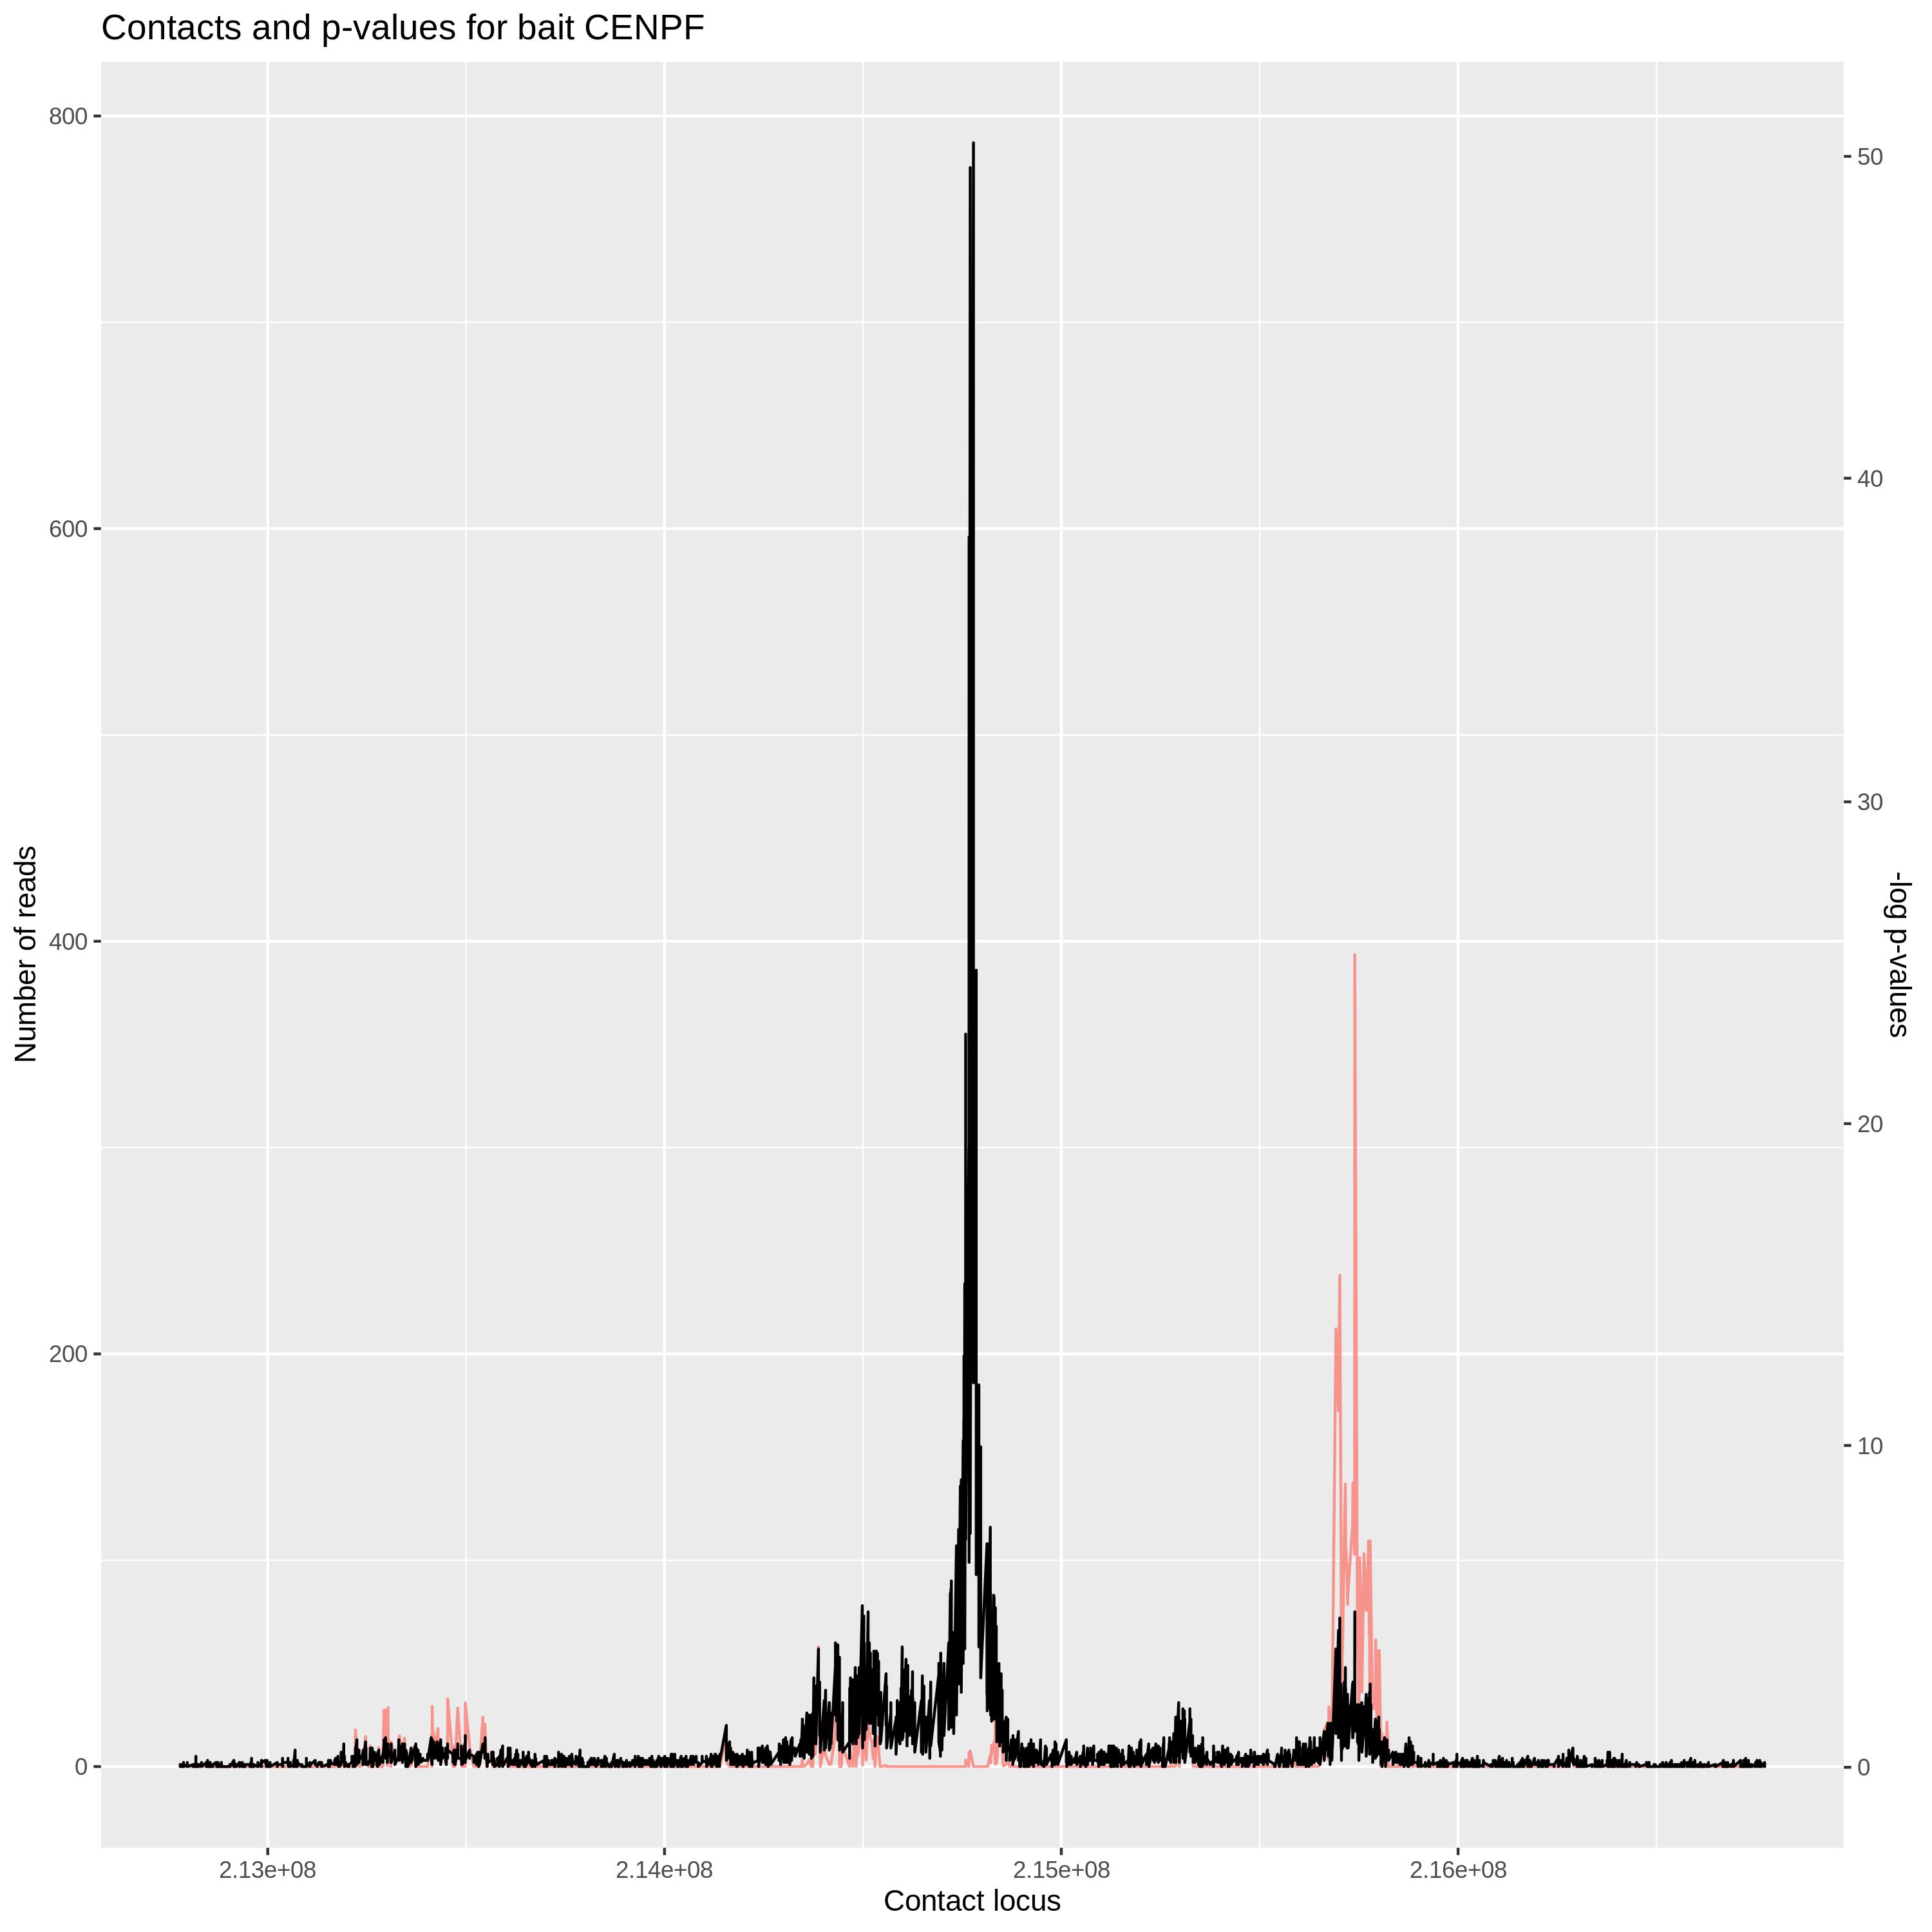 Contacts and p-values for bait CENPF
800
600
400
200
0
Number of reads
50
40
30
20
10
0
-log p-values
2.13e+08 2.14e+08 2.15e+08 2.16e+08
Contact locus